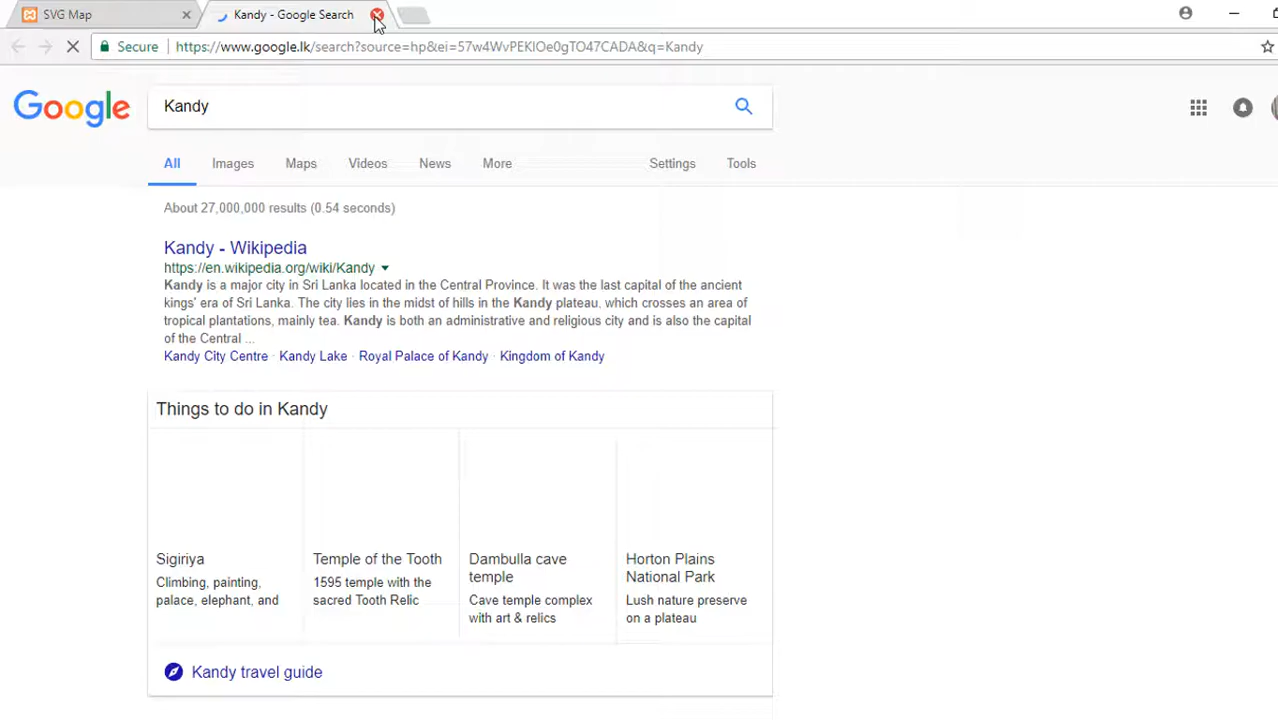 SVG Map
Kandy - Google Search
Secure
https://www.google.lk/search?source=hp&ei=57w4WvPEKIOe0gTO47CADA&q=Kandy
Google
Kandy
All Images Maps Videos News More Settings Tools
About 27,000,000 results (0.54 seconds)
Kandy - Wikipedia
https://en.wikipedia.org/wiki/Kandy
Kandy is a major city in Sri Lanka located in the Central Province. It was the last capital of the ancient
kings' era of Sri Lanka. The city lies in the midst of hills in the Kandy plateau, which crosses an area of
tropical plantations, mainly tea. Kandy is both an administrative and religious city and is also the capital
of the Central ...
Kandy City Centre · Kandy Lake · Royal Palace of Kandy · Kingdom of Kandy
Things to do in Kandy
Sigiriya
Climbing, painting,
palace, elephant, and
Temple of the Tooth
1595 temple with the
sacred Tooth Relic
Dambulla cave
temple
Cave temple complex
with art & relics
Horton Plains
National Park
Lush nature preserve
on a plateau
Kandy travel guide